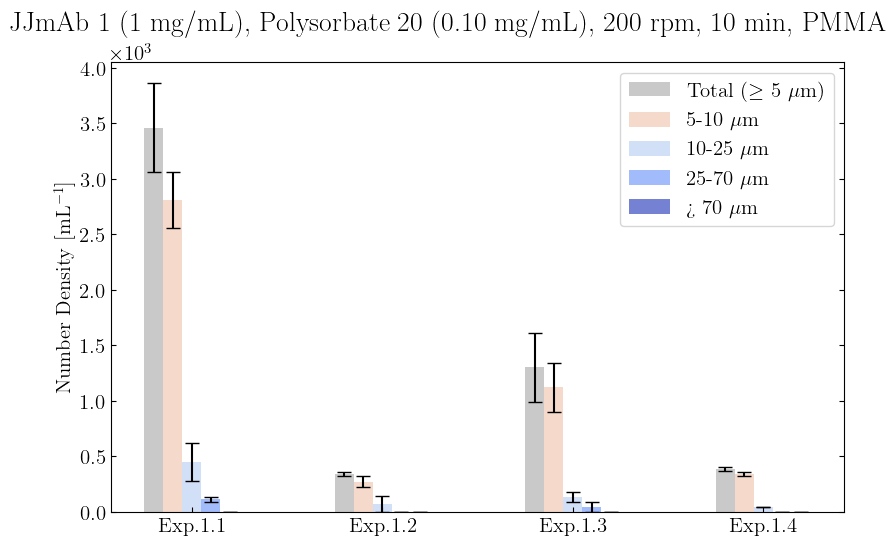 JJmAb 1 (1 mg/mL), Polysorbate 20 (0.10 mg/mL), 200 rpm, 10 min, PMMA
×10³
4.0
3.5
3.0
2.5
2.0
1.5
1.0
0.5
0.0
Number Density [mL⁻¹]
Total (≥ 5 μm)
5-10 μm
10-25 μm
25-70 μm
¿ 70 μm
Exp.1.1 Exp.1.2 Exp.1.3 Exp.1.4